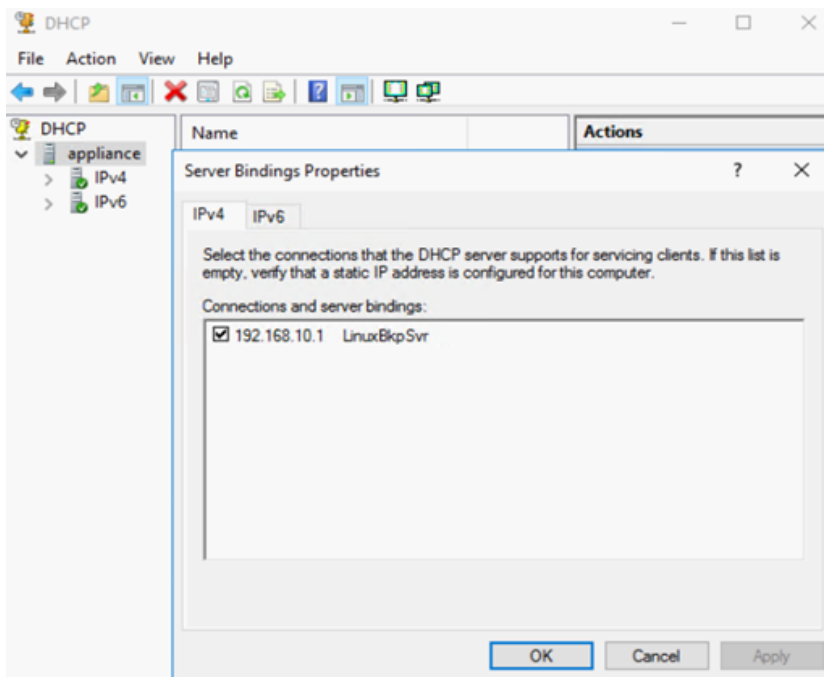 DHCP
File Action View Help
DHCP
appliance
IPv4
IPv6
Name
Actions
Server Bindings Properties
?
IPv4 IPv6
Select the connections that the DHCP server supports for servicing clients. If this list is
empty, verify that a static IP address is configured for this computer.
Connections and server bindings:
192.168.10.1 LinuxBkpSvr
OK Cancel Apply